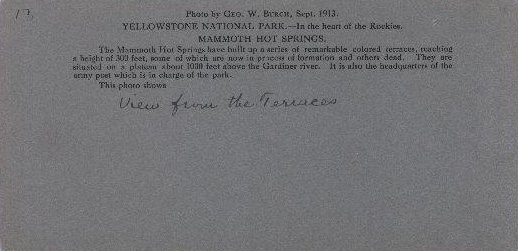 17
Photo by Geo. W. Burch, Sept. 1913.
YELLOWSTONE NATIONAL PARK.—In the heart of the Rockies.
MAMMOTH HOT SPRINGS.
The Mammoth Hot Springs have built up a series of remarkable colored terraces, reaching
a height of 302 feet, some of which are now in process of formation and others dead. They are
situated on a plateau about 1000 feet above the Gardiner river. It is also the headquarters of the
army post which is in charge of the park.
This photo shows
View from the Terraces